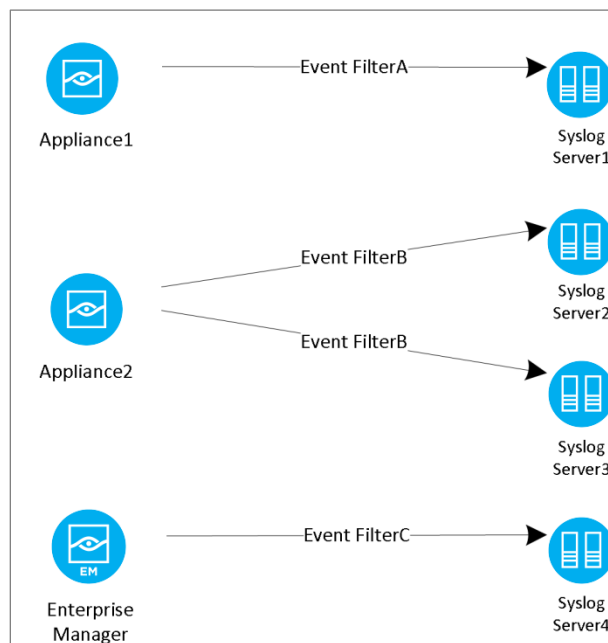 Event FilterA
Appliance1
Syslog
Server1
Event FilterB
Syslog
Server2
Appliance2
Event FilterB
Syslog
Server3
Event FilterC
EM
Enterprise
Manager
Syslog
Server4